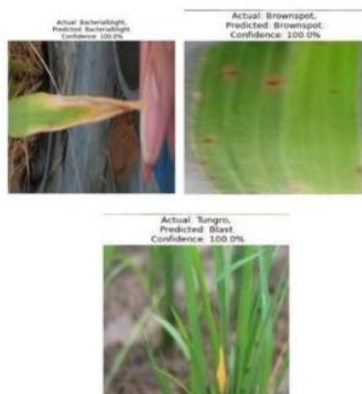 Actual: Bacterialblight,
Predicted: Bacterialblight.
Confidence: 100.0%
Actual: Brownspot,
Predicted: Brownspot.
Confidence: 100.0%
Actual: Tungro,
Predicted: Blast.
Confidence: 100.0%